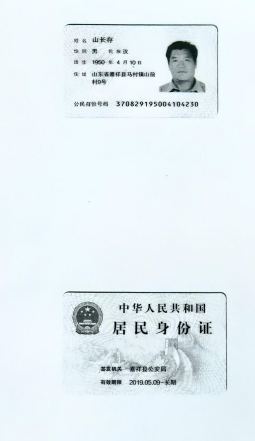 姓名 山长存
性别 男 民族 汉
出生 1950 年 4 月 10 日
住址 山东省嘉祥县马村镇山前
村9号
公民身份号码 370829195004104230
中华人民共和国
居民身份证
签发机关 嘉祥县公安局
有效期限 2019.05.09-长期